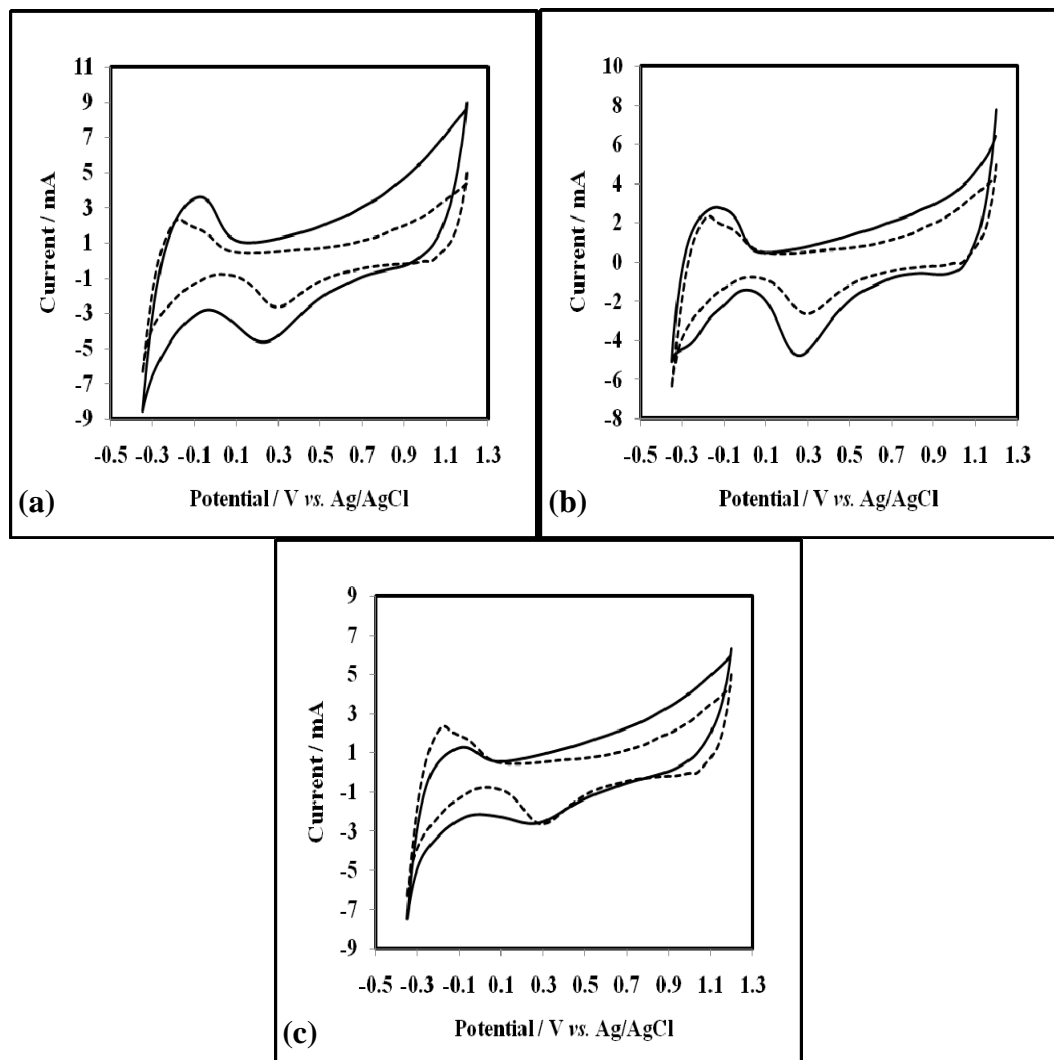 11
9
7
5
3
1
-1
-3
-5
-7
-9
Current / mA
-0.5 -0.3 -0.1 0.1 0.3 0.5 0.7 0.9 1.1 1.3
(a)
Potential / V vs. Ag/AgCl
10
8
6
4
2
0
-2
-4
-6
-8
Current / mA
-0.5 -0.3 -0.1 0.1 0.3 0.5 0.7 0.9 1.1 1.3
(b)
Potential / V vs. Ag/AgCl
9
7
5
3
1
-1
-3
-5
-7
-9
Current / mA
-0.5 -0.3 -0.1 0.1 0.3 0.5 0.7 0.9 1.1 1.3
(c)
Potential / V vs. Ag/AgCl